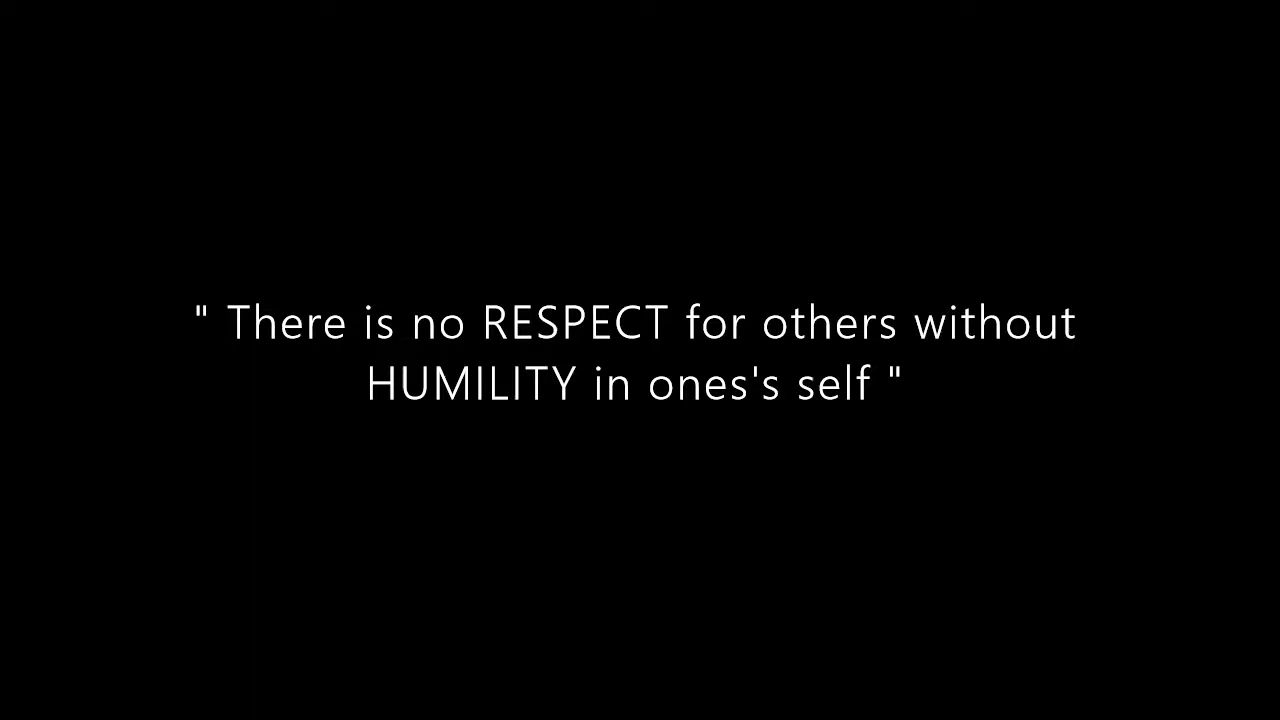 " There is no RESPECT for others without
HUMILITY in ones's self "